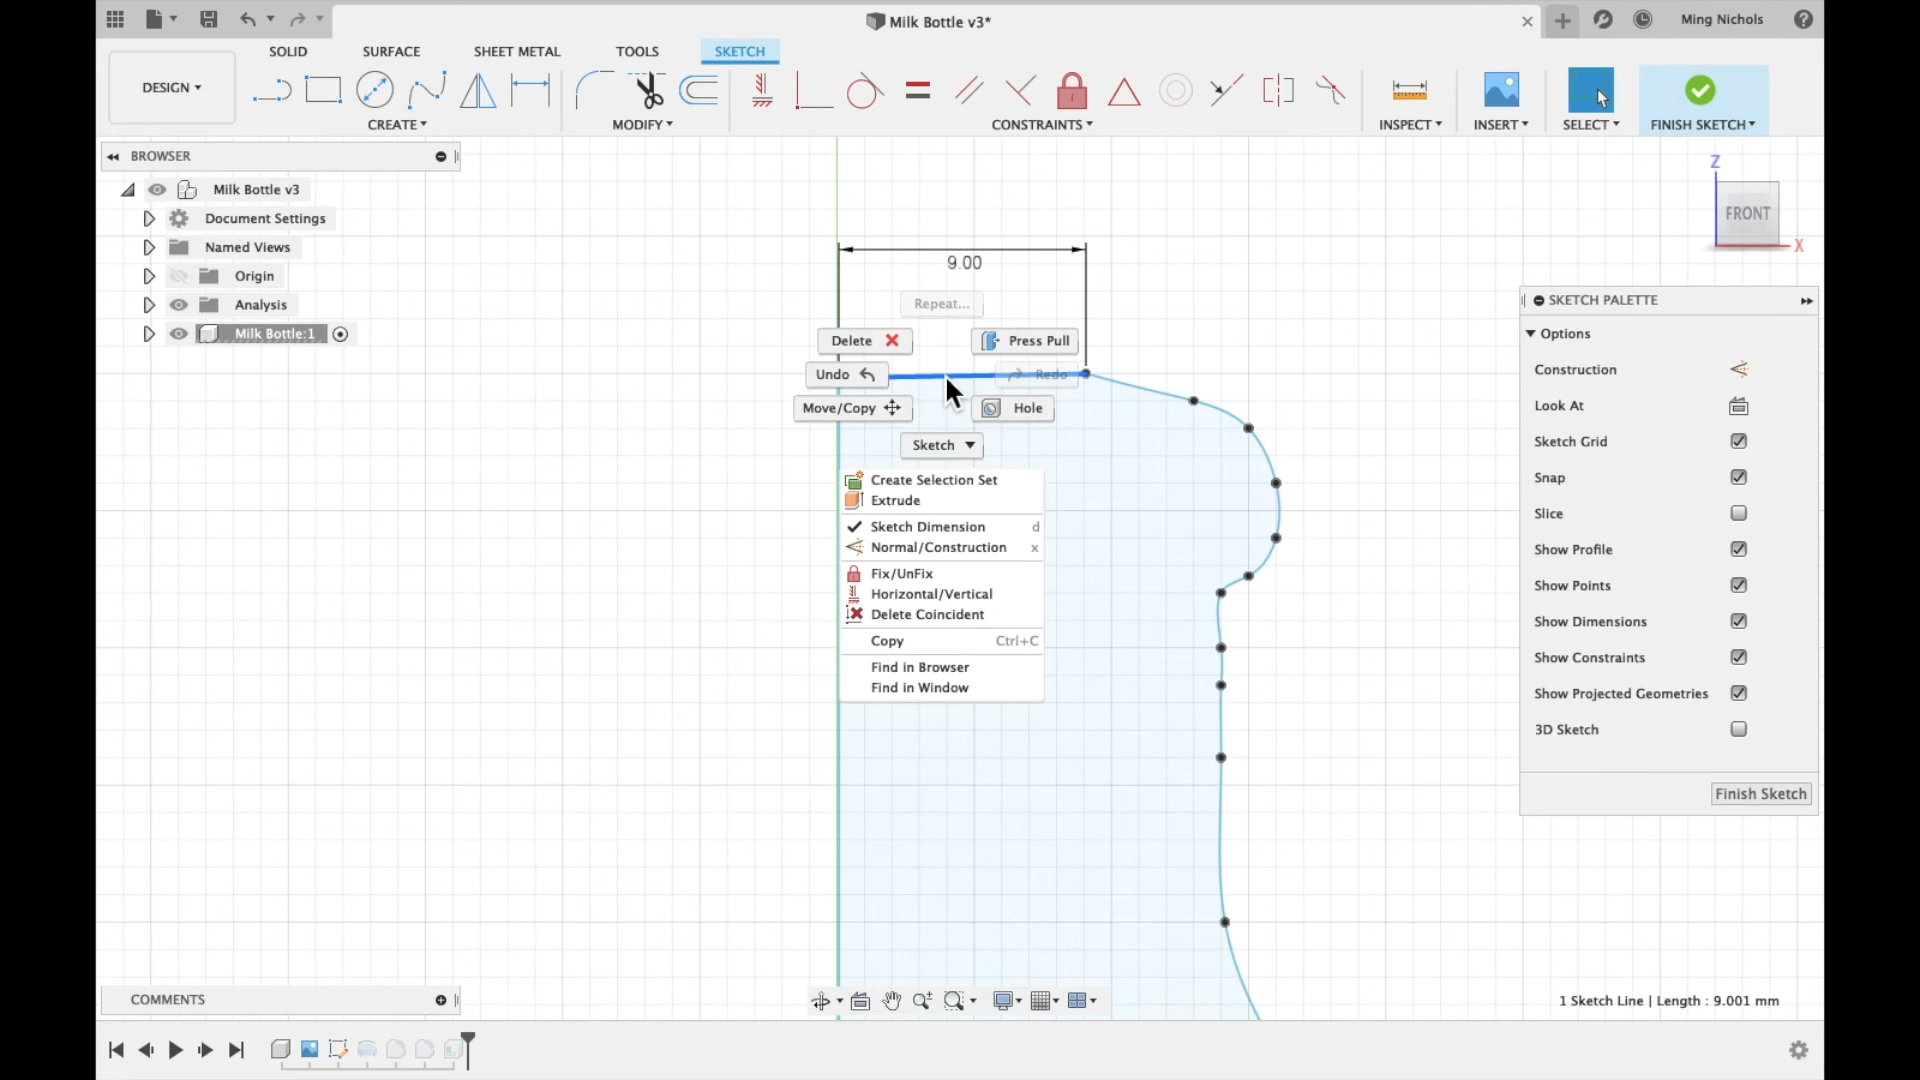 Milk Bottle v3*
Ming Nichols
SOLID
SURFACE
SHEET METAL
TOOLS
SKETCH
DESIGN
CREATE
MODIFY
CONSTRAINTS
INSPECT
INSERT
SELECT
FINISH SKETCH
BROWSER
Milk Bottle v3
Document Settings
Named Views
Origin
Analysis
Milk Bottle:1
Z
FRONT
X
9.00
Repeat...
Delete
Press Pull
Undo
Redo
Move/Copy
Hole
Sketch
Create Selection Set
Extrude
Sketch Dimension d
Normal/Construction x
Fix/UnFix
Horizontal/Vertical
Delete Coincident
Copy Ctrl+C
Find in Browser
Find in Window
SKETCH PALETTE
Options
Construction
Look At
Sketch Grid
Snap
Slice
Show Profile
Show Points
Show Dimensions
Show Constraints
Show Projected Geometries
3D Sketch
Finish Sketch
COMMENTS
1 Sketch Line | Length : 9.001 mm